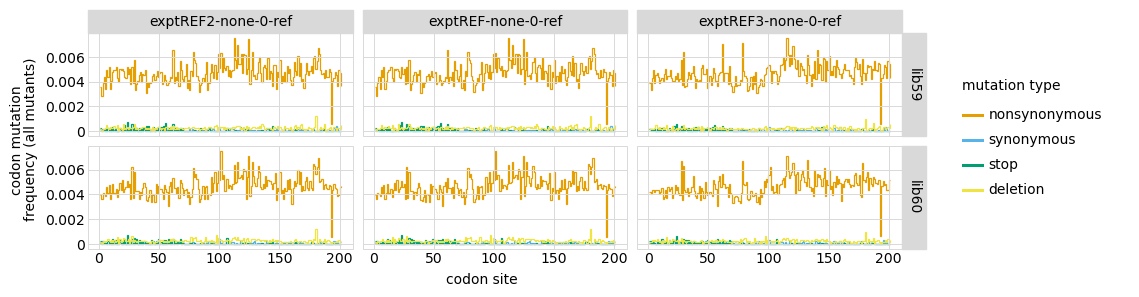 exptREF2-none-0-ref
exptREF-none-0-ref
exptREF3-none-0-ref
codon mutation
frequency (all mutants)
0.006
0.004
0.002
0
lib59
0.006
0.004
0.002
0
lib60
0 50 100 150 200
0 50 100 150 200
0 50 100 150 200
codon site
mutation type
nonsynonymous
synonymous
stop
deletion